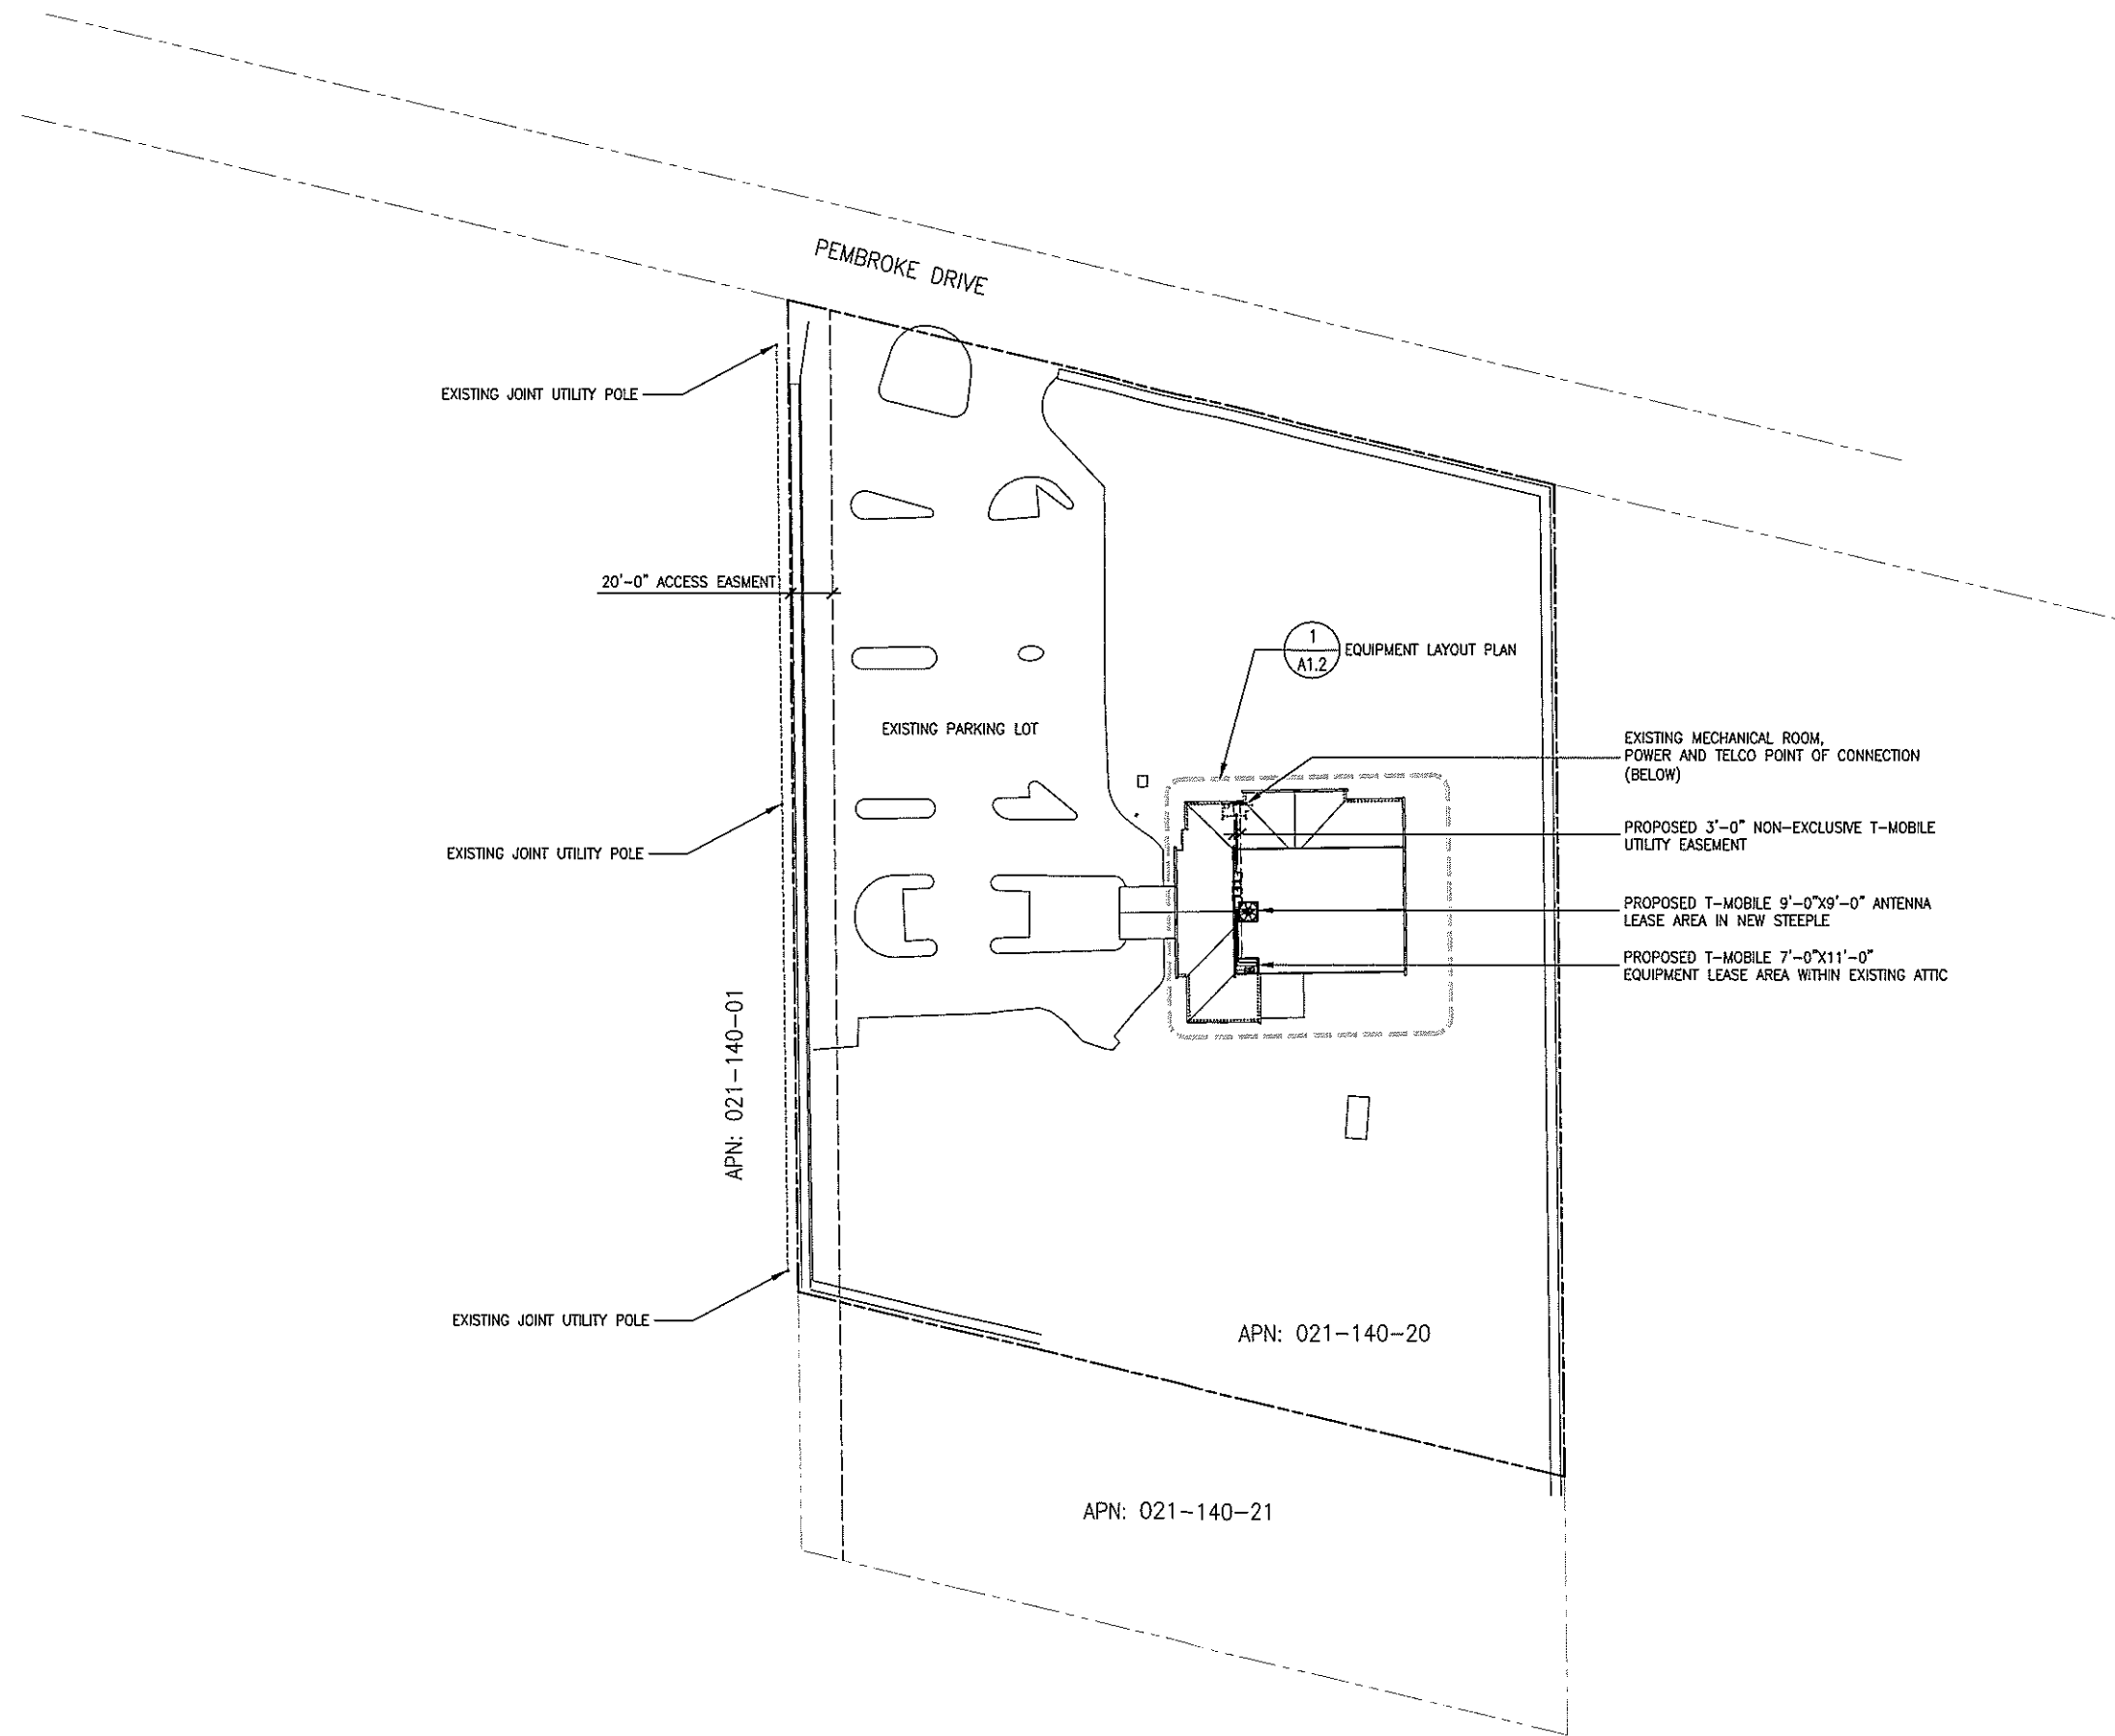 PEMBROKE DRIVE
EXISTING JOINT UTILITY POLE
20'-0" ACCESS EASMENT
1
A1.2
EQUIPMENT LAYOUT PLAN
EXISTING PARKING LOT
EXISTING MECHANICAL ROOM,
POWER AND TELCO POINT OF CONNECTION
(BELOW)
PROPOSED 3'-0" NON-EXCLUSIVE T-MOBILE
UTILITY EASEMENT
EXISTING JOINT UTILITY POLE
PROPOSED T-MOBILE 9'-0"X9'-0" ANTENNA
LEASE AREA IN NEW STEEPLE
PROPOSED T-MOBILE 7'-0"X11'-0"
EQUIPMENT LEASE AREA WITHIN EXISTING ATTIC
APN: 021-140-01
EXISTING JOINT UTILITY POLE
APN: 021-140-20
APN: 021-140-21